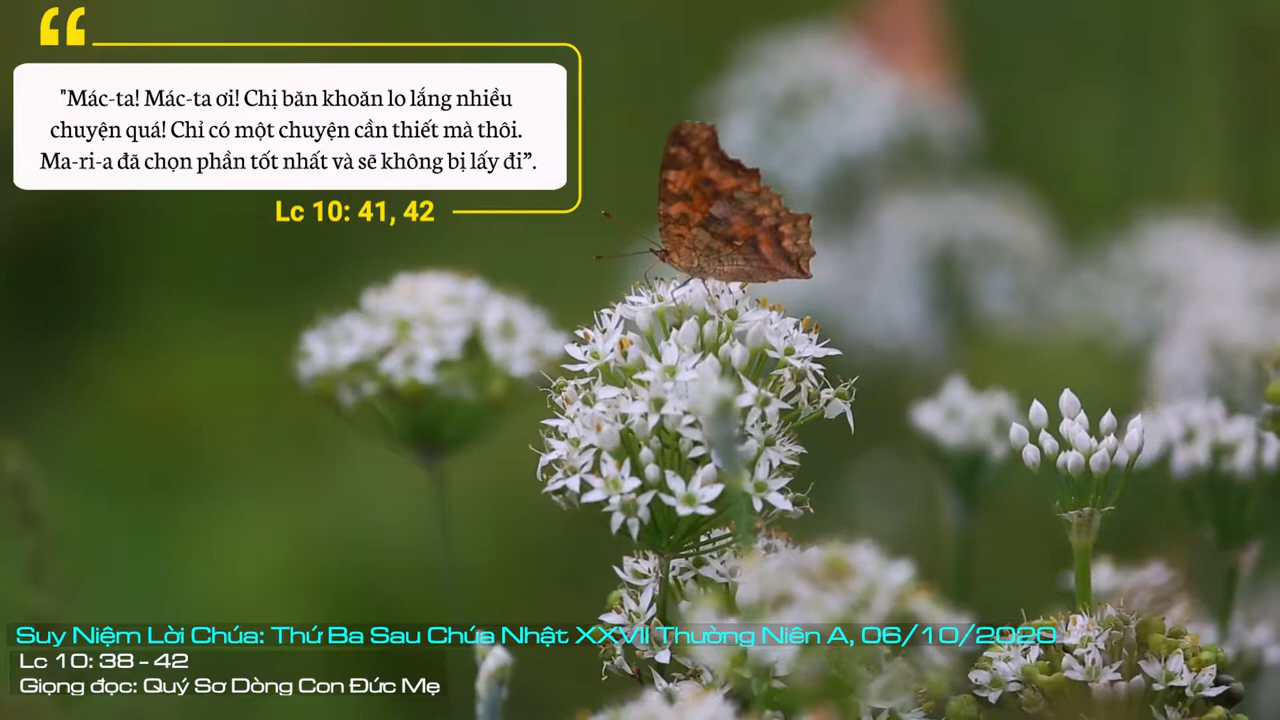 "Mác-ta! Mác-ta ơi! Chị băn khoăn lo lắng nhiều
chuyện quá! Chỉ có một chuyện cần thiết mà thôi.
Ma-ri-a đã chọn phần tốt nhất và sẽ không bị lấy đi”.
Lc 10: 41, 42
Suy Niệm Lời Chúa: Thứ Ba Sau Chúa Nhật XXVII Thường Niên A, 06/10/2020
Lc 10: 38 - 42
Giọng đọc: Quý Sơ Dòng Con Đức Mẹ